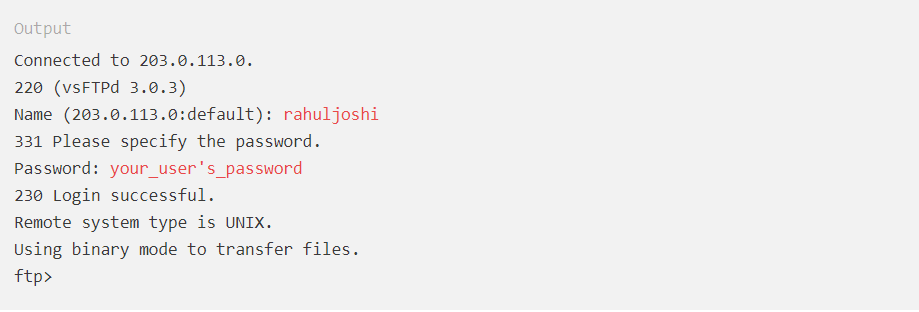 Output
Connected to 203.0.113.0.
220 (vsFTPd 3.0.3)
Name (203.0.113.0:default): rahuljoshi
331 Please specify the password.
Password: your_user's_password
230 Login successful.
Remote system type is UNIX.
Using binary mode to transfer files.
ftp>